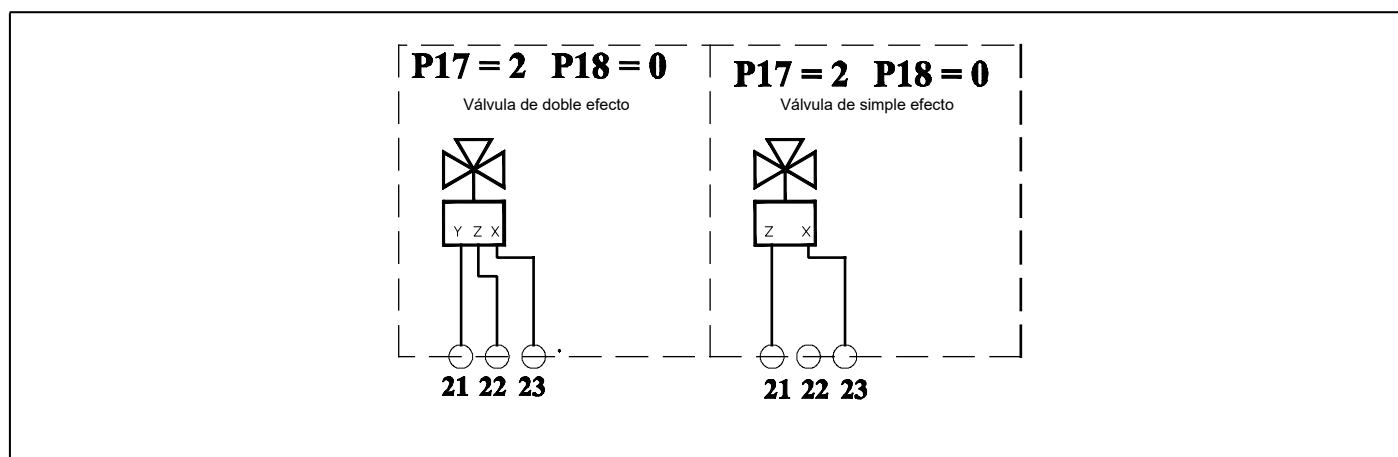 P17 = 2 P18 = 0
Válvula de doble efecto
Y Z X
21 22 23
P17 = 2 P18 = 0
Válvula de simple efecto
Z X
21 22 23